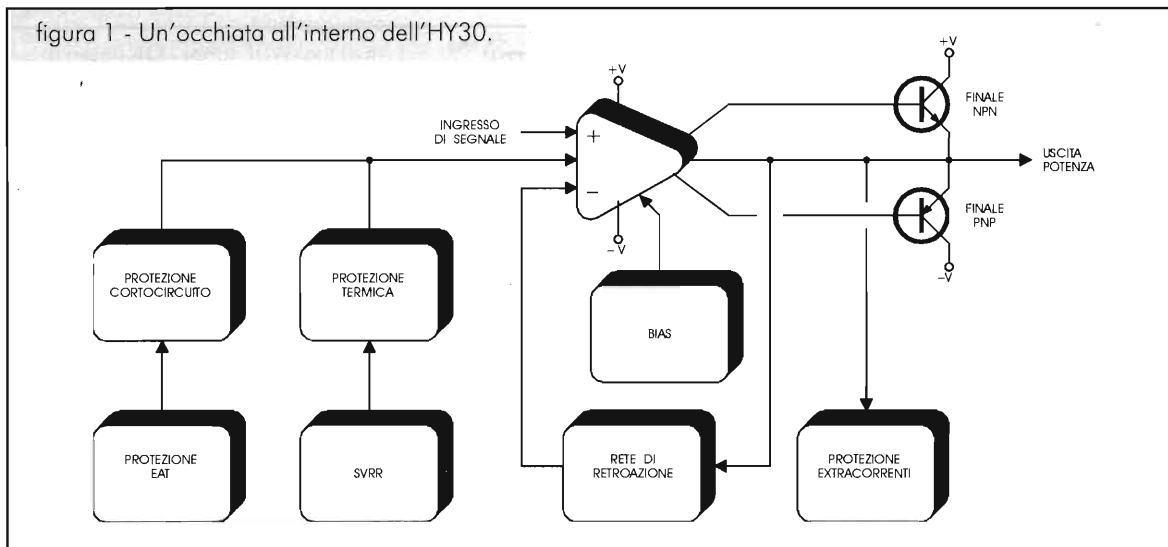 figura 1 - Un'occhiata all'interno dell'HY30.
+V
+V
FINALE
NPN
INGRESSO
DI SEGNALE
+
−
USCITA
POTENZA
FINALE
PNP
−V
−V
PROTEZIONE
CORTOCIRCUITO
PROTEZIONE
TERMICA
BIAS
PROTEZIONE
EAT
SVRR
RETE DI
RETROAZIONE
PROTEZIONE
EXTRACORRENTI